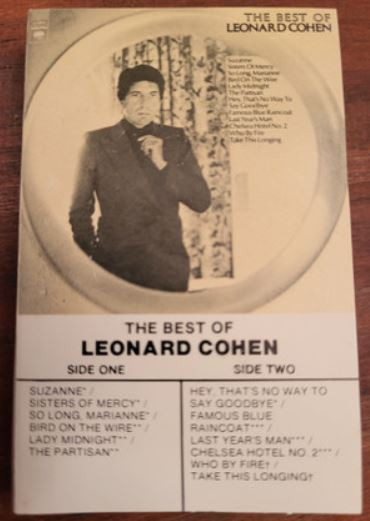 THE BEST OF
LEONARD COHEN
Suzanne
Sisters Of Mercy
So Long, Marianne
Bird On The Wire
Lady Midnight
The Partisan
Hey, That's No Way To
Say Goodbye
Famous Blue Raincoat
Last Year's Man
Chelsea Hotel No. 2
Who By Fire
Take This Longing
THE BEST OF
LEONARD COHEN
SIDE ONE
SUZANNE* /
SISTERS OF MERCY* /
SO LONG, MARIANNE* /
BIRD ON THE WIRE** /
LADY MIDNIGHT** /
THE PARTISAN**
SIDE TWO
HEY, THAT'S NO WAY TO
SAY GOODBYE* /
FAMOUS BLUE
RAINCOAT*** /
LAST YEAR'S MAN*** /
CHELSEA HOTEL NO. 2*** /
WHO BY FIRE† /
TAKE THIS LONGING†